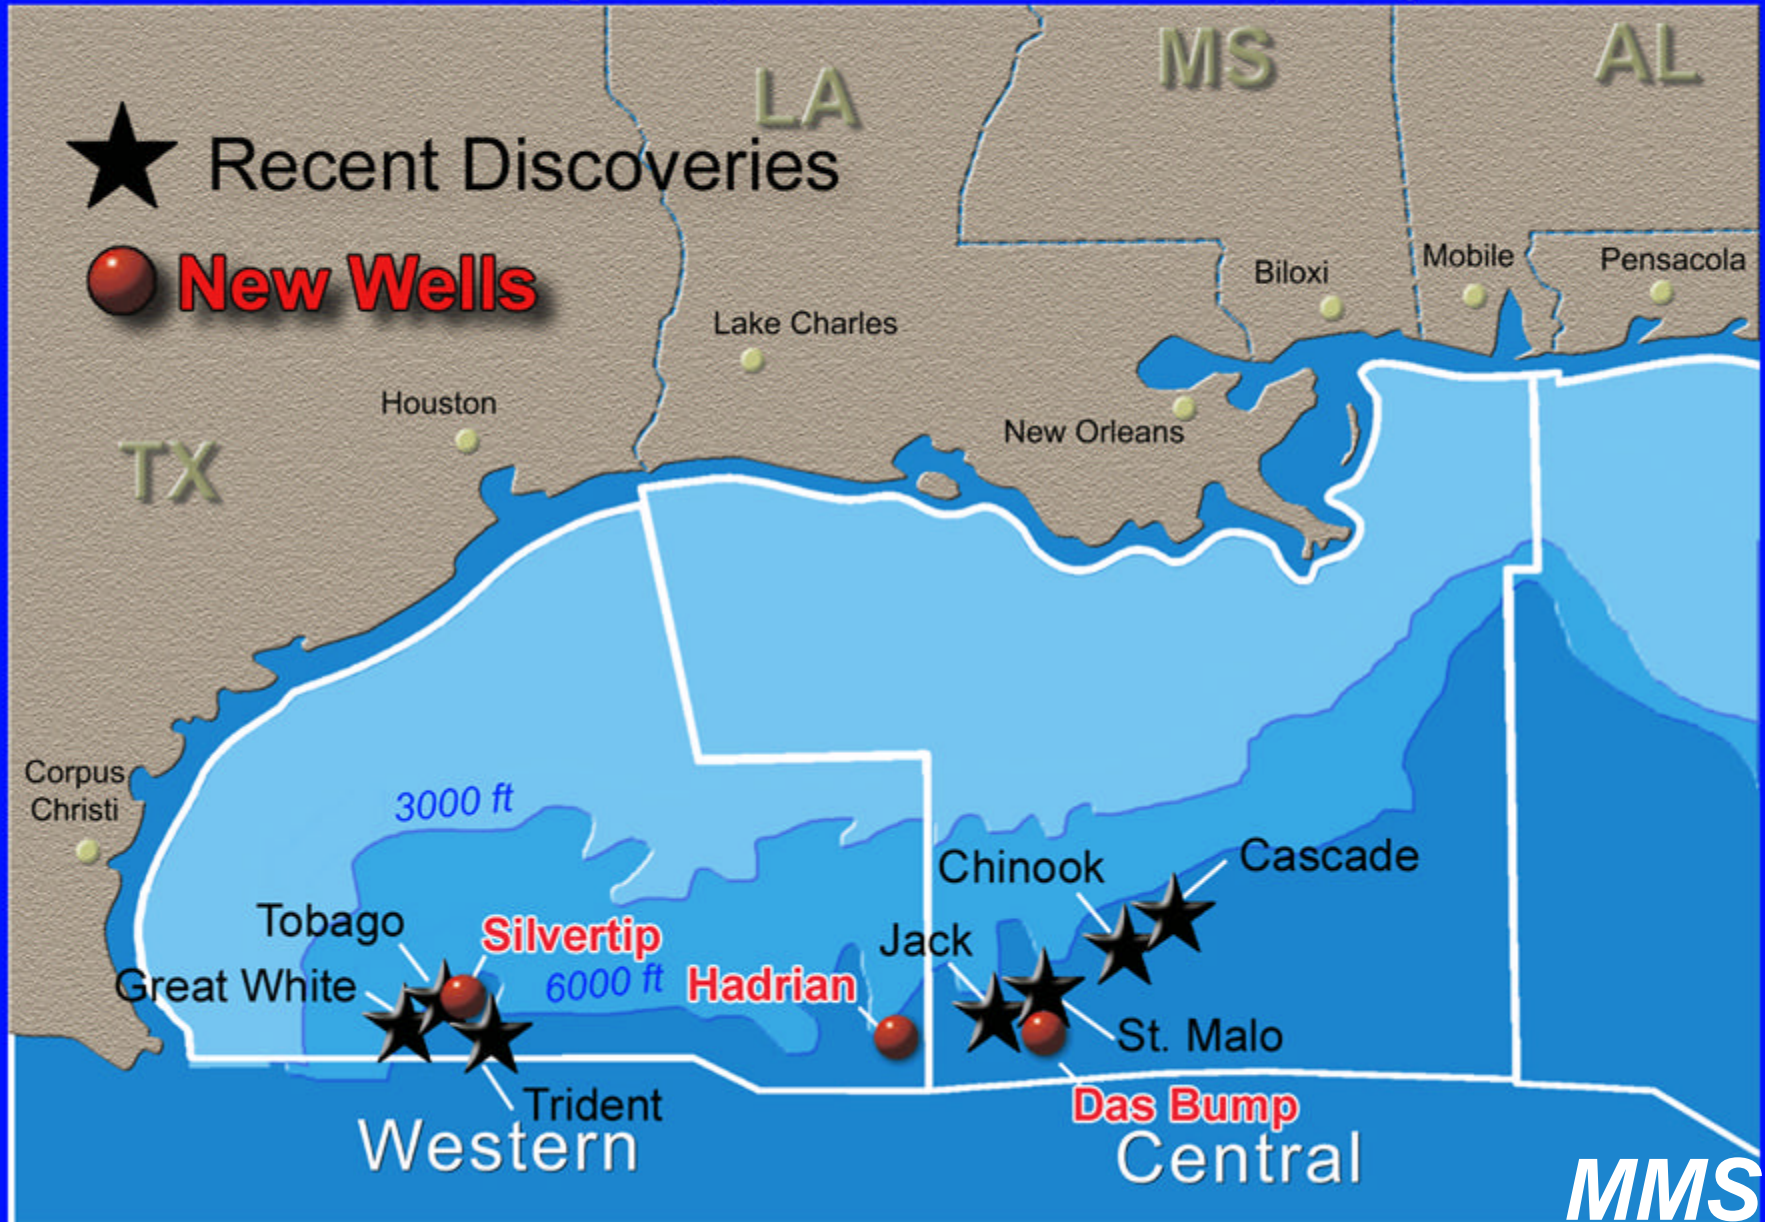 LA
MS
AL
Recent Discoveries
New Wells
Biloxi
Mobile
Pensacola
Lake Charles
Houston
New Orleans
TX
Corpus
Christi
3000 ft
Chinook
Cascade
Tobago
Silvertip
Jack
Great White
6000 ft
Hadrian
St. Malo
Trident
Das Bump
Western
Central
MMS